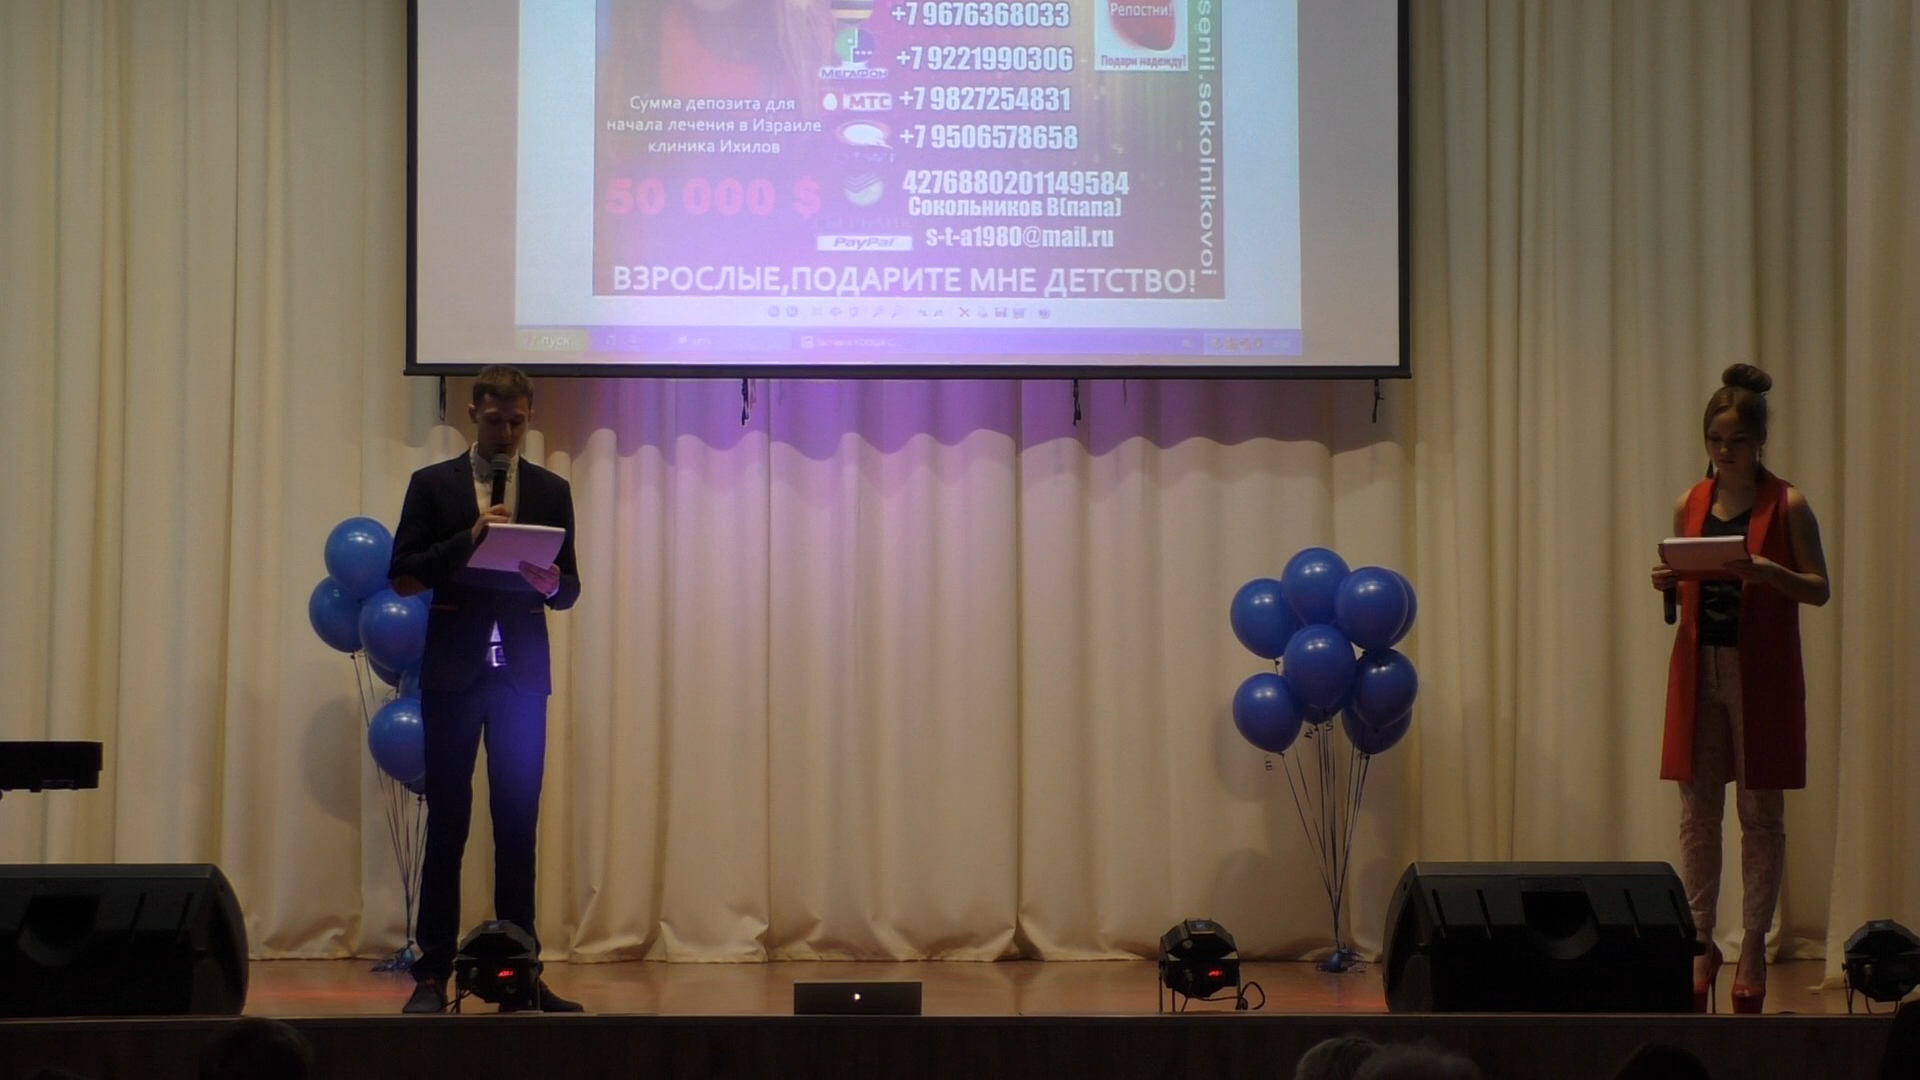 +7 9676368033
Репостни!
МЕГАФОН
+7 9221990306
Подари надежду!
МТС
+7 9827254831
Сумма депозита для
начала лечения в Израиле
клиника Ихилов
+7 9506578658
50 000 $
4276880201149584
Сокольников В(папа)
PayPal
s-t-a1980@mail.ru
senii.sokolnikovoi
ВЗРОСЛЫЕ,ПОДАРИТЕ МНЕ ДЕТСТВО!
пуск